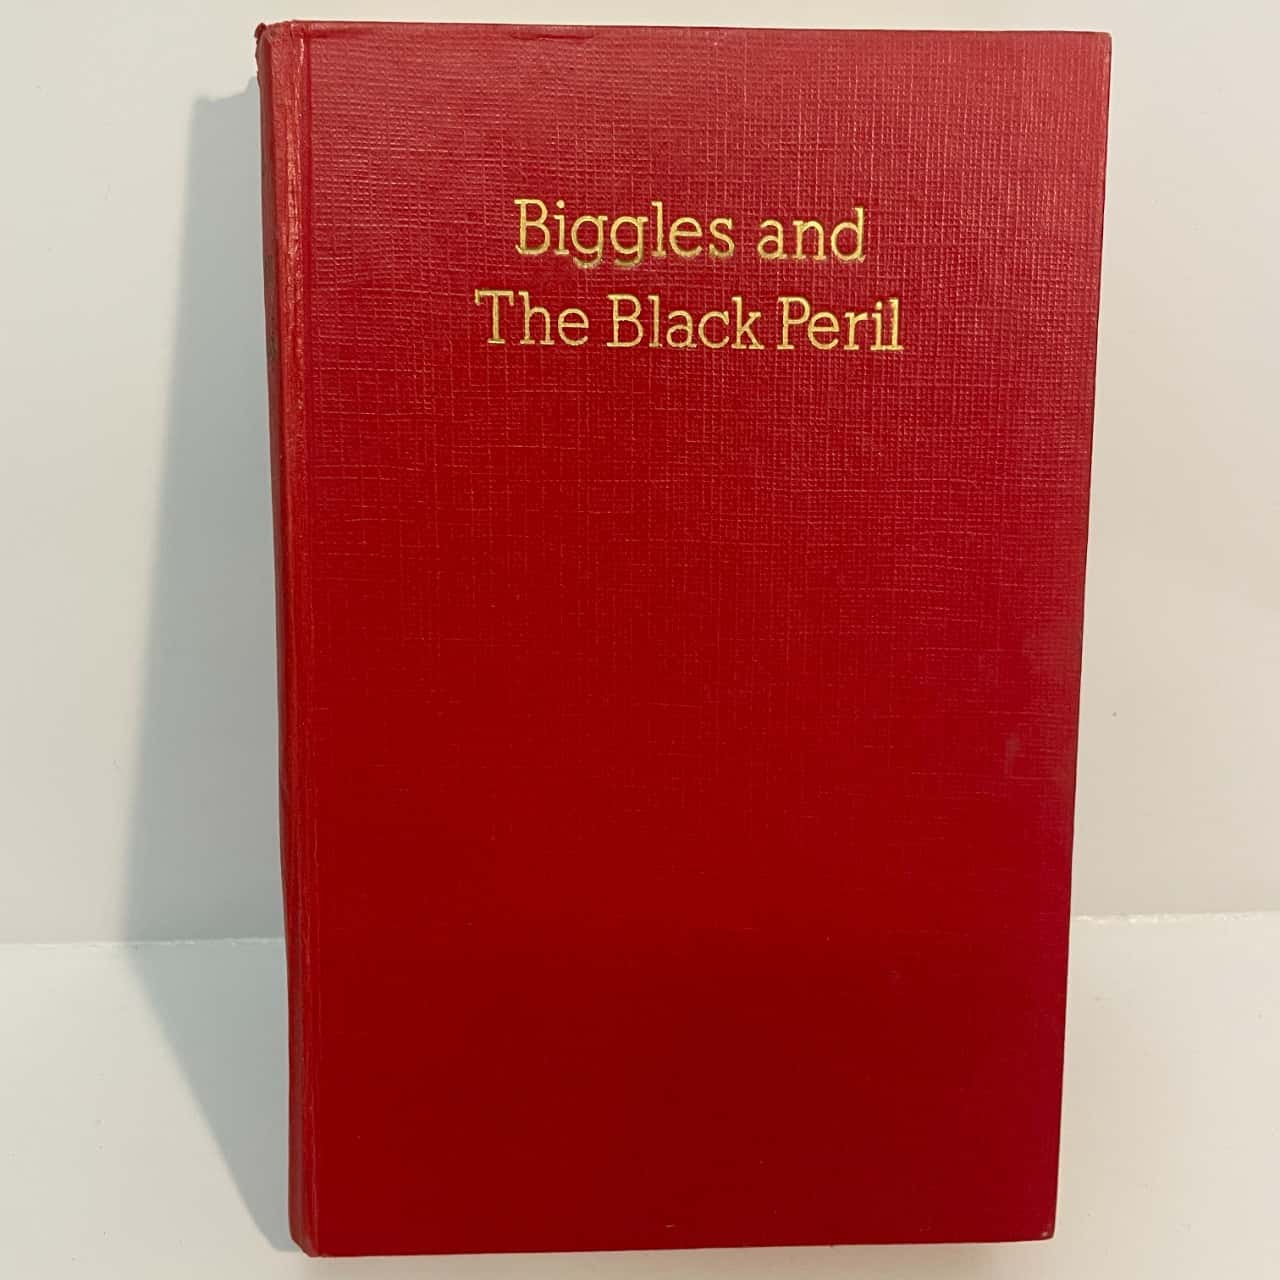 Biggles and
The Black Peril